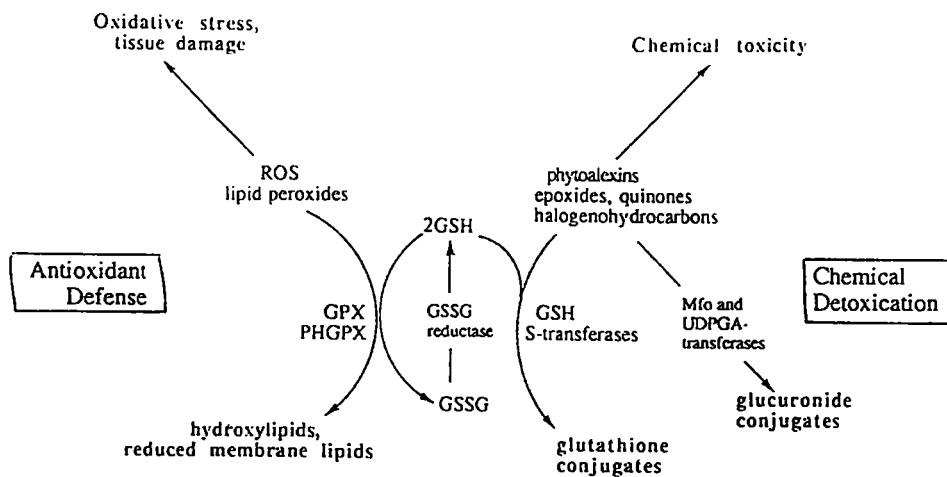 Oxidative stress,
tissue damage
Chemical toxicity
ROS
lipid peroxides
phytoalexins
epoxides, quinones
halogenohydrocarbons
2GSH
Antioxidant
Defense
GPX
PHGPX
GSSG
reductase
GSH
S-transferases
Mfo and
UDPGA-
transferases
Chemical
Detoxication
GSSG
hydroxylipids,
reduced membrane lipids
glutathione
conjugates
glucuronide
conjugates